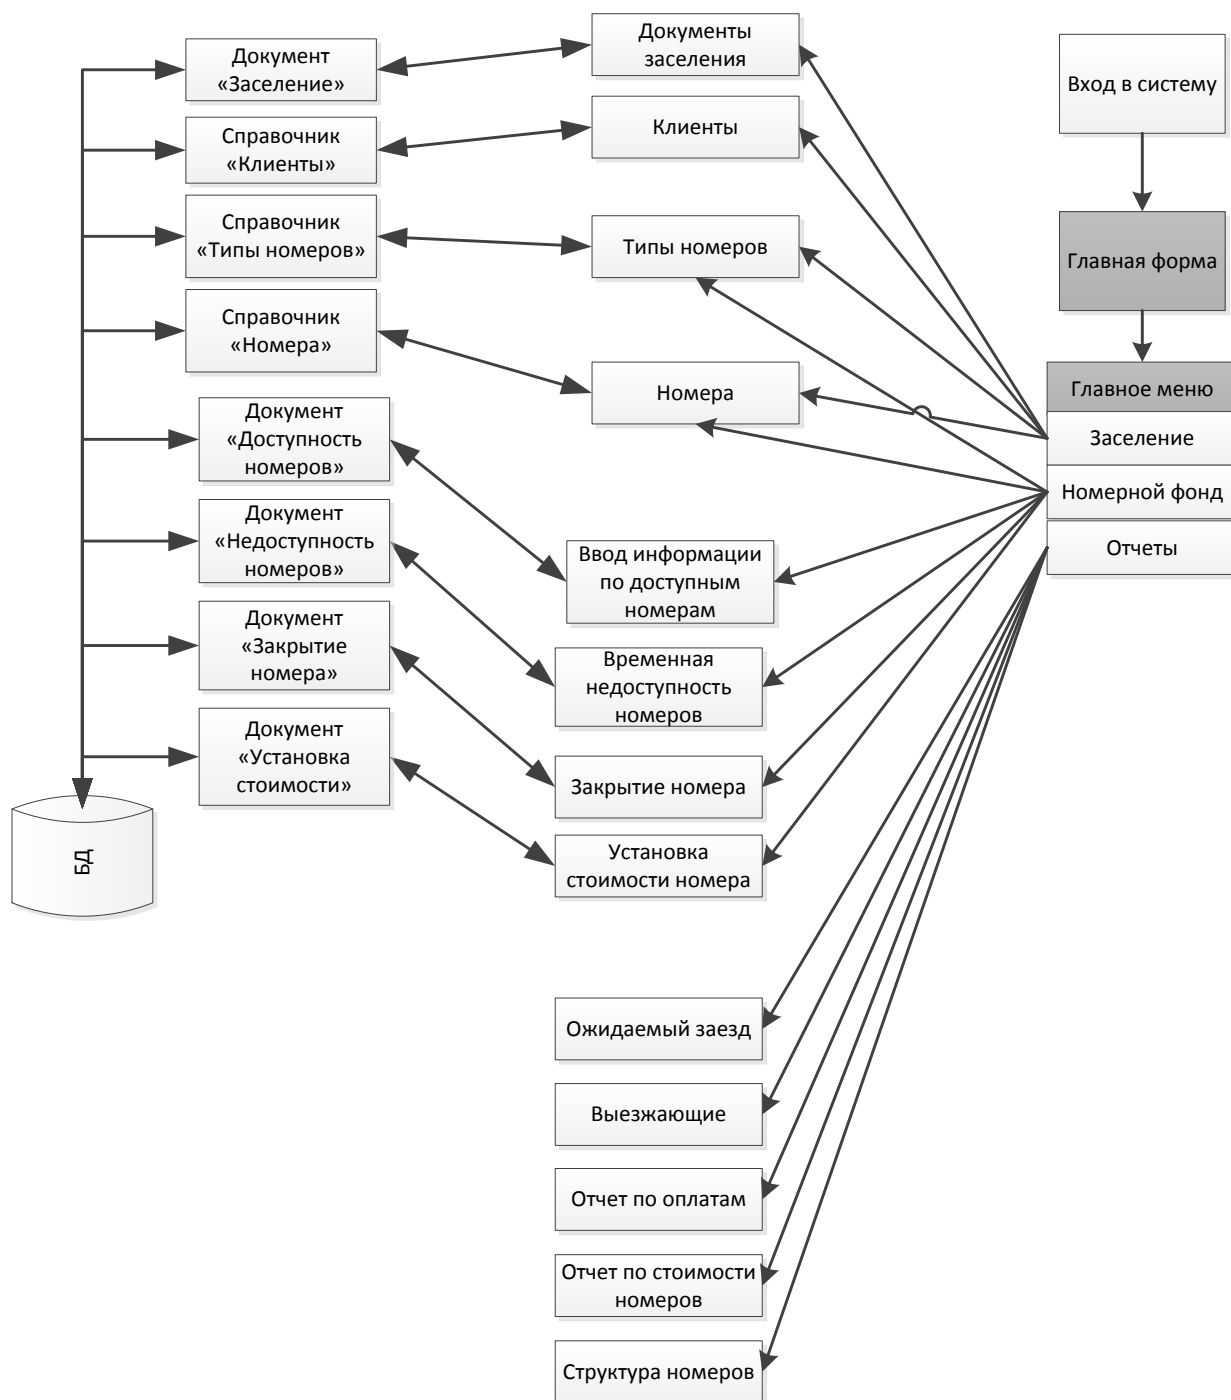 Документ
«Заселение»
Справочник
«Клиенты»
Справочник
«Типы номеров»
Справочник
«Номера»
Документ
«Доступность
номеров»
Документ
«Недоступность
номеров»
Документ
«Закрытие
номера»
Документ
«Установка
стоимости»
БД
Документы
заселения
Клиенты
Типы номеров
Номера
Ввод информации
по доступным
номерам
Временная
недоступность
номеров
Закрытие номера
Установка
стоимости номера
Ожидаемый заезд
Выезжающие
Отчет по оплатам
Отчет по стоимости
номеров
Структура номеров
Вход в систему
Главная форма
Главное меню
Заселение
Номерной фонд
Отчеты